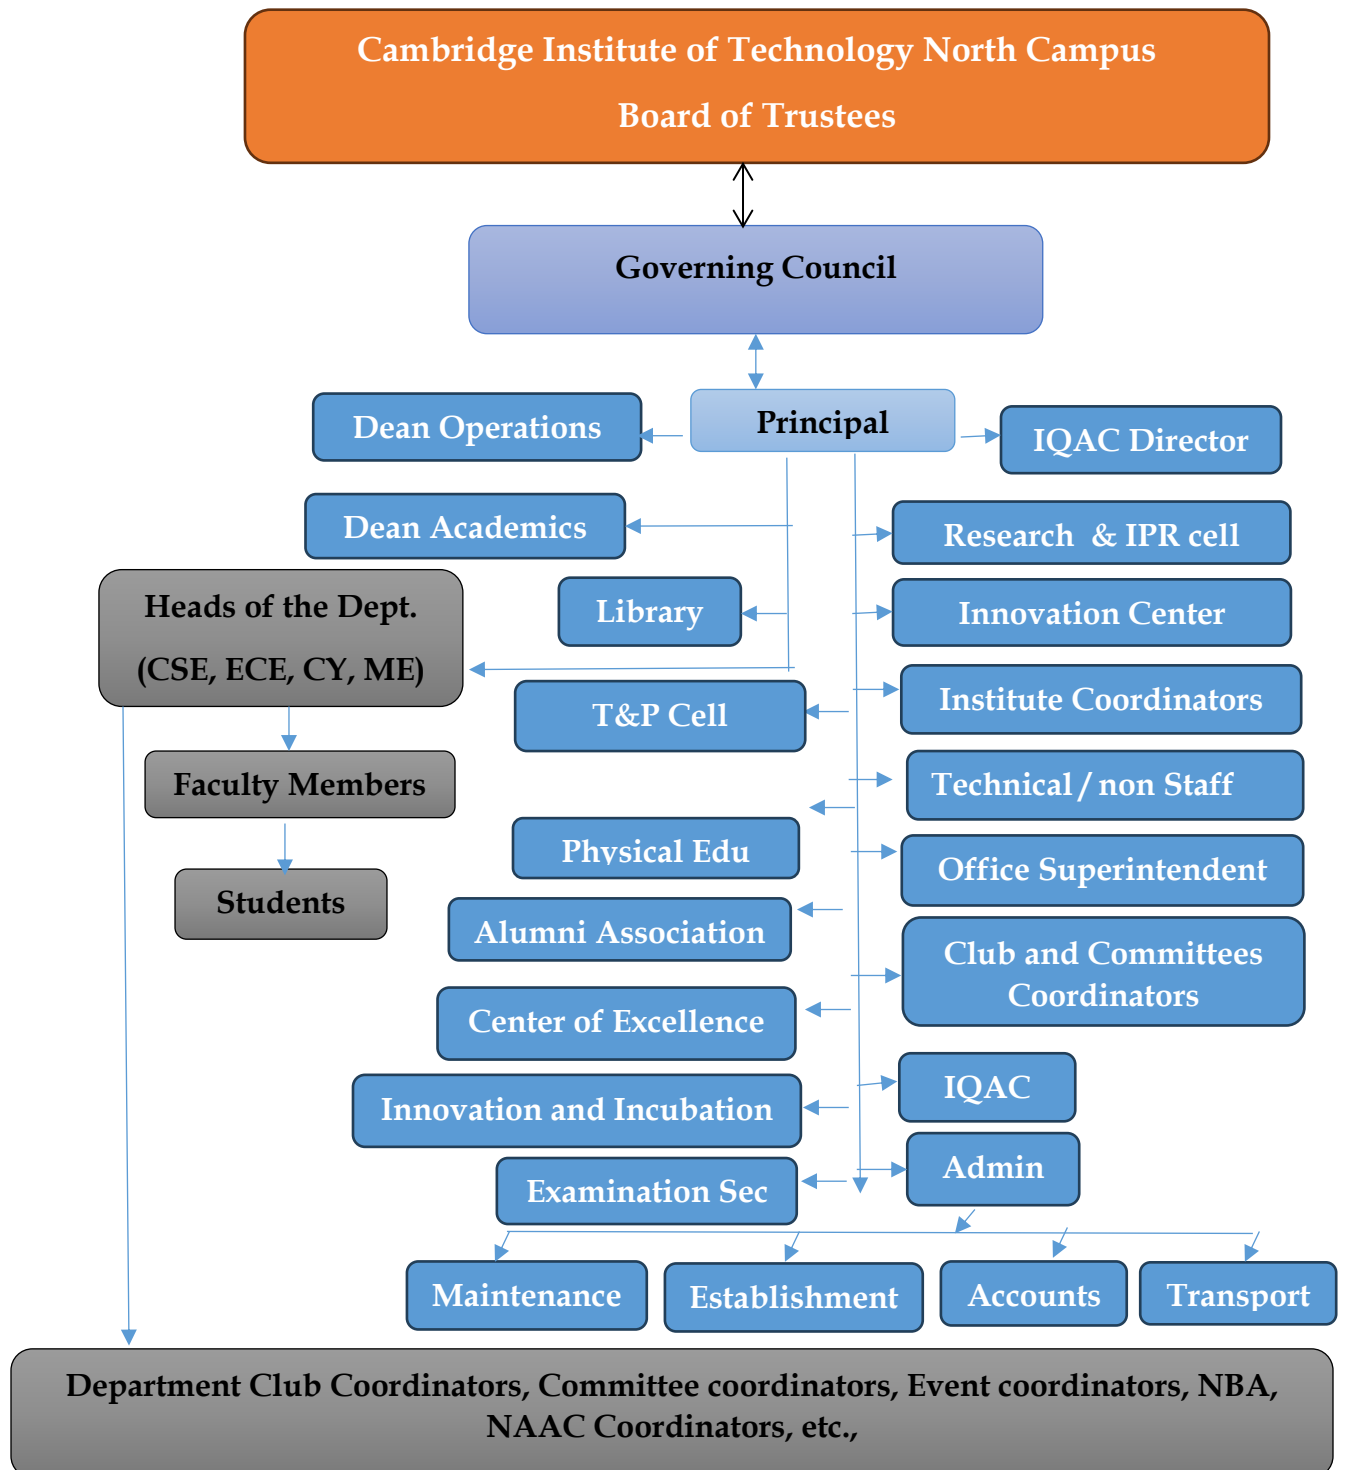 Cambridge Institute of Technology North Campus
Board of Trustees
Governing Council
Principal
Dean Operations
IQAC Director
Dean Academics
Research & IPR cell
Heads of the Dept.
(CSE, ECE, CY, ME)
Library
Innovation Center
T&P Cell
Institute Coordinators
Faculty Members
Technical / non Staff
Physical Edu
Office Superintendent
Students
Alumni Association
Club and Committees
Coordinators
Center of Excellence
IQAC
Innovation and Incubation
Admin
Examination Sec
Maintenance
Establishment
Accounts
Transport
Department Club Coordinators, Committee coordinators, Event coordinators, NBA,
NAAC Coordinators, etc.,